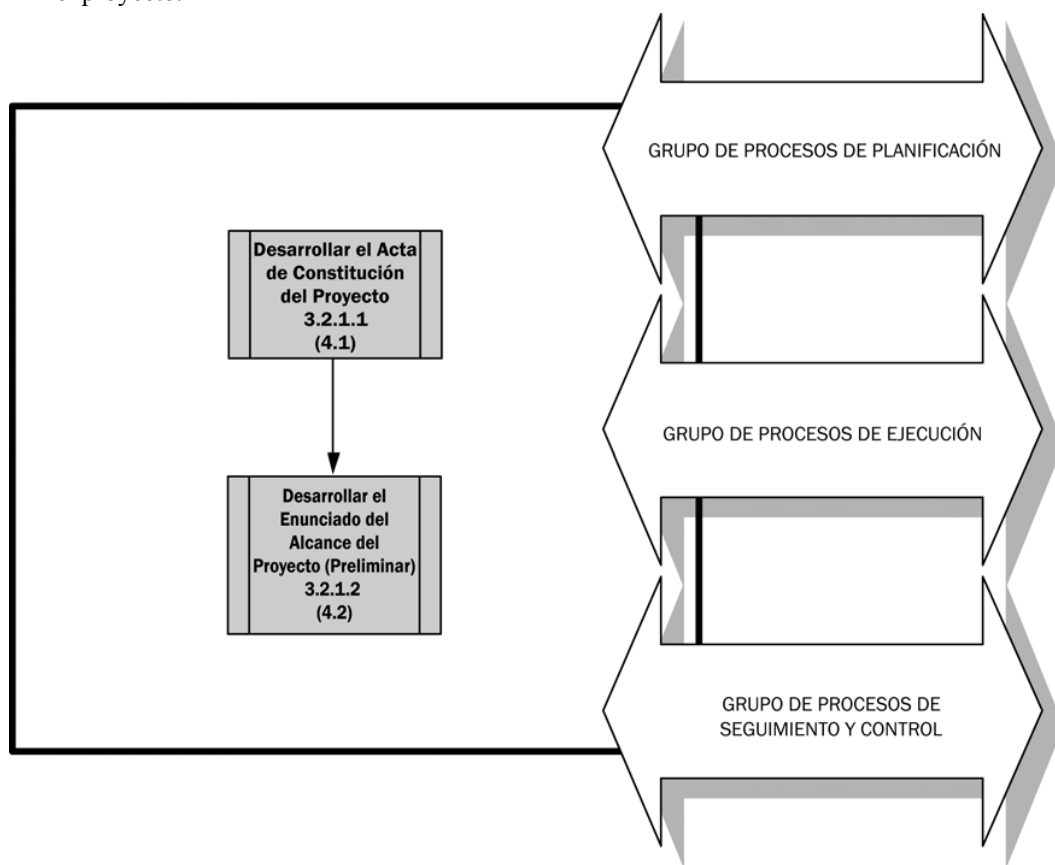 el proyecto.
GRUPO DE PROCESOS DE PLANIFICACIÓN
Desarrollar el Acta
de Constitución
del Proyecto
3.2.1.1
(4.1)
GRUPO DE PROCESOS DE EJECUCIÓN
Desarrollar el
Enunciado del
Alcance del
Proyecto (Preliminar)
3.2.1.2
(4.2)
GRUPO DE PROCESOS DE
SEGUIMIENTO Y CONTROL